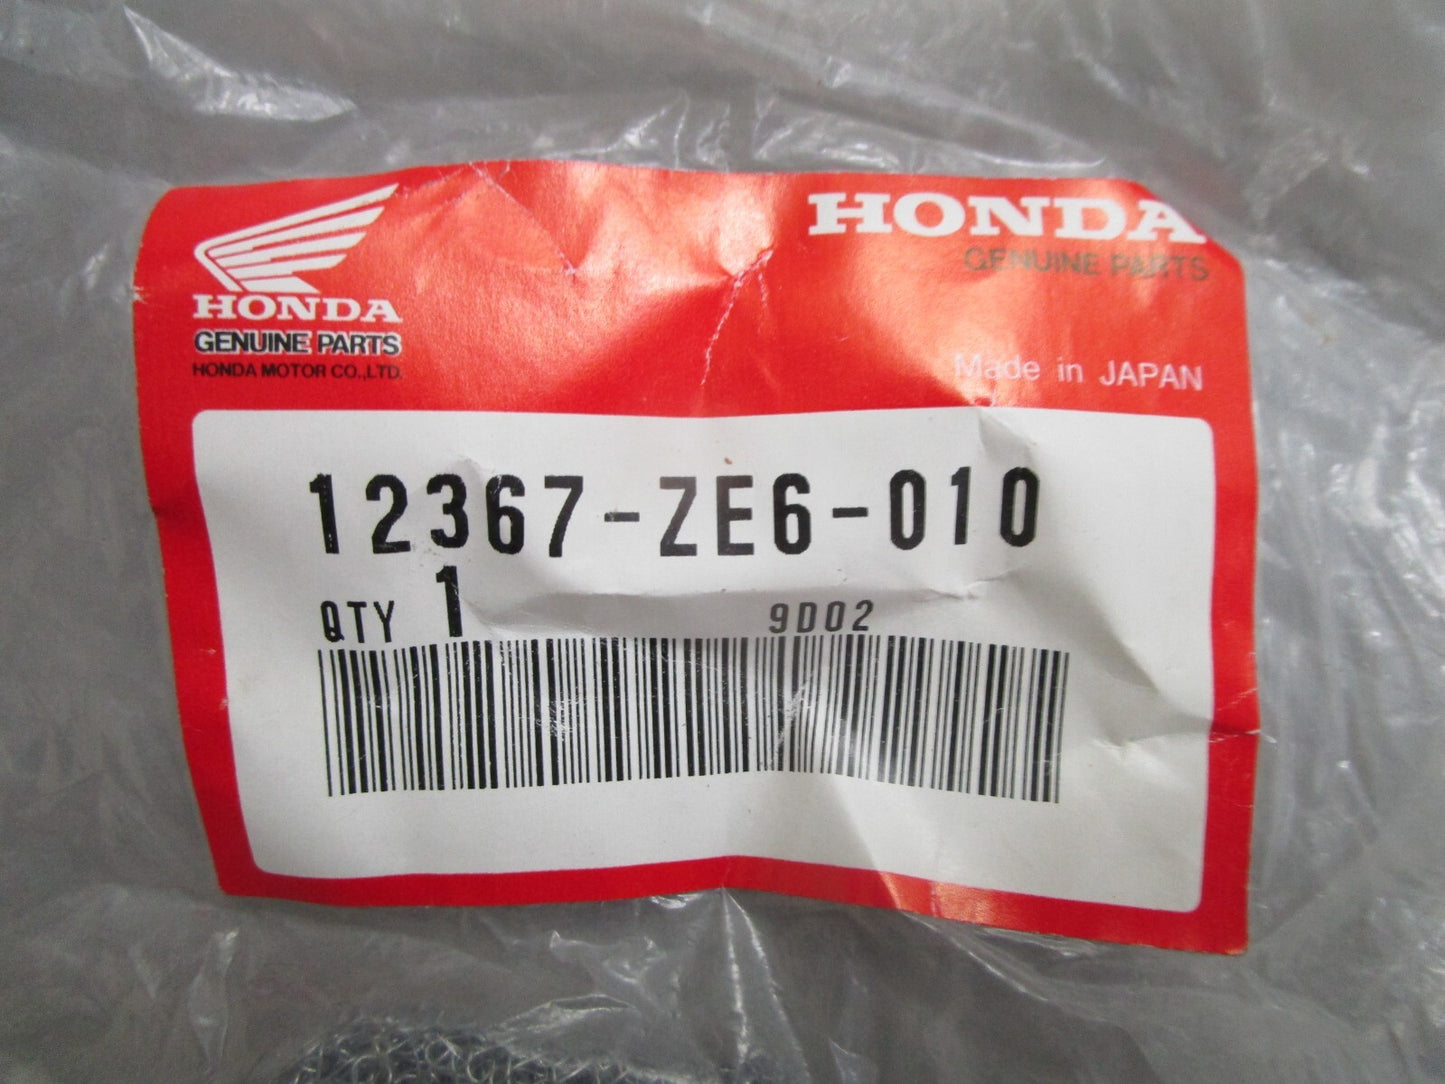 HONDA
GENUINE PARTS
HONDA MOTOR CO.,LTD.
HONDA
GENUINE PARTS
Made in JAPAN
12367-ZE6-010
QTY 1 9D02